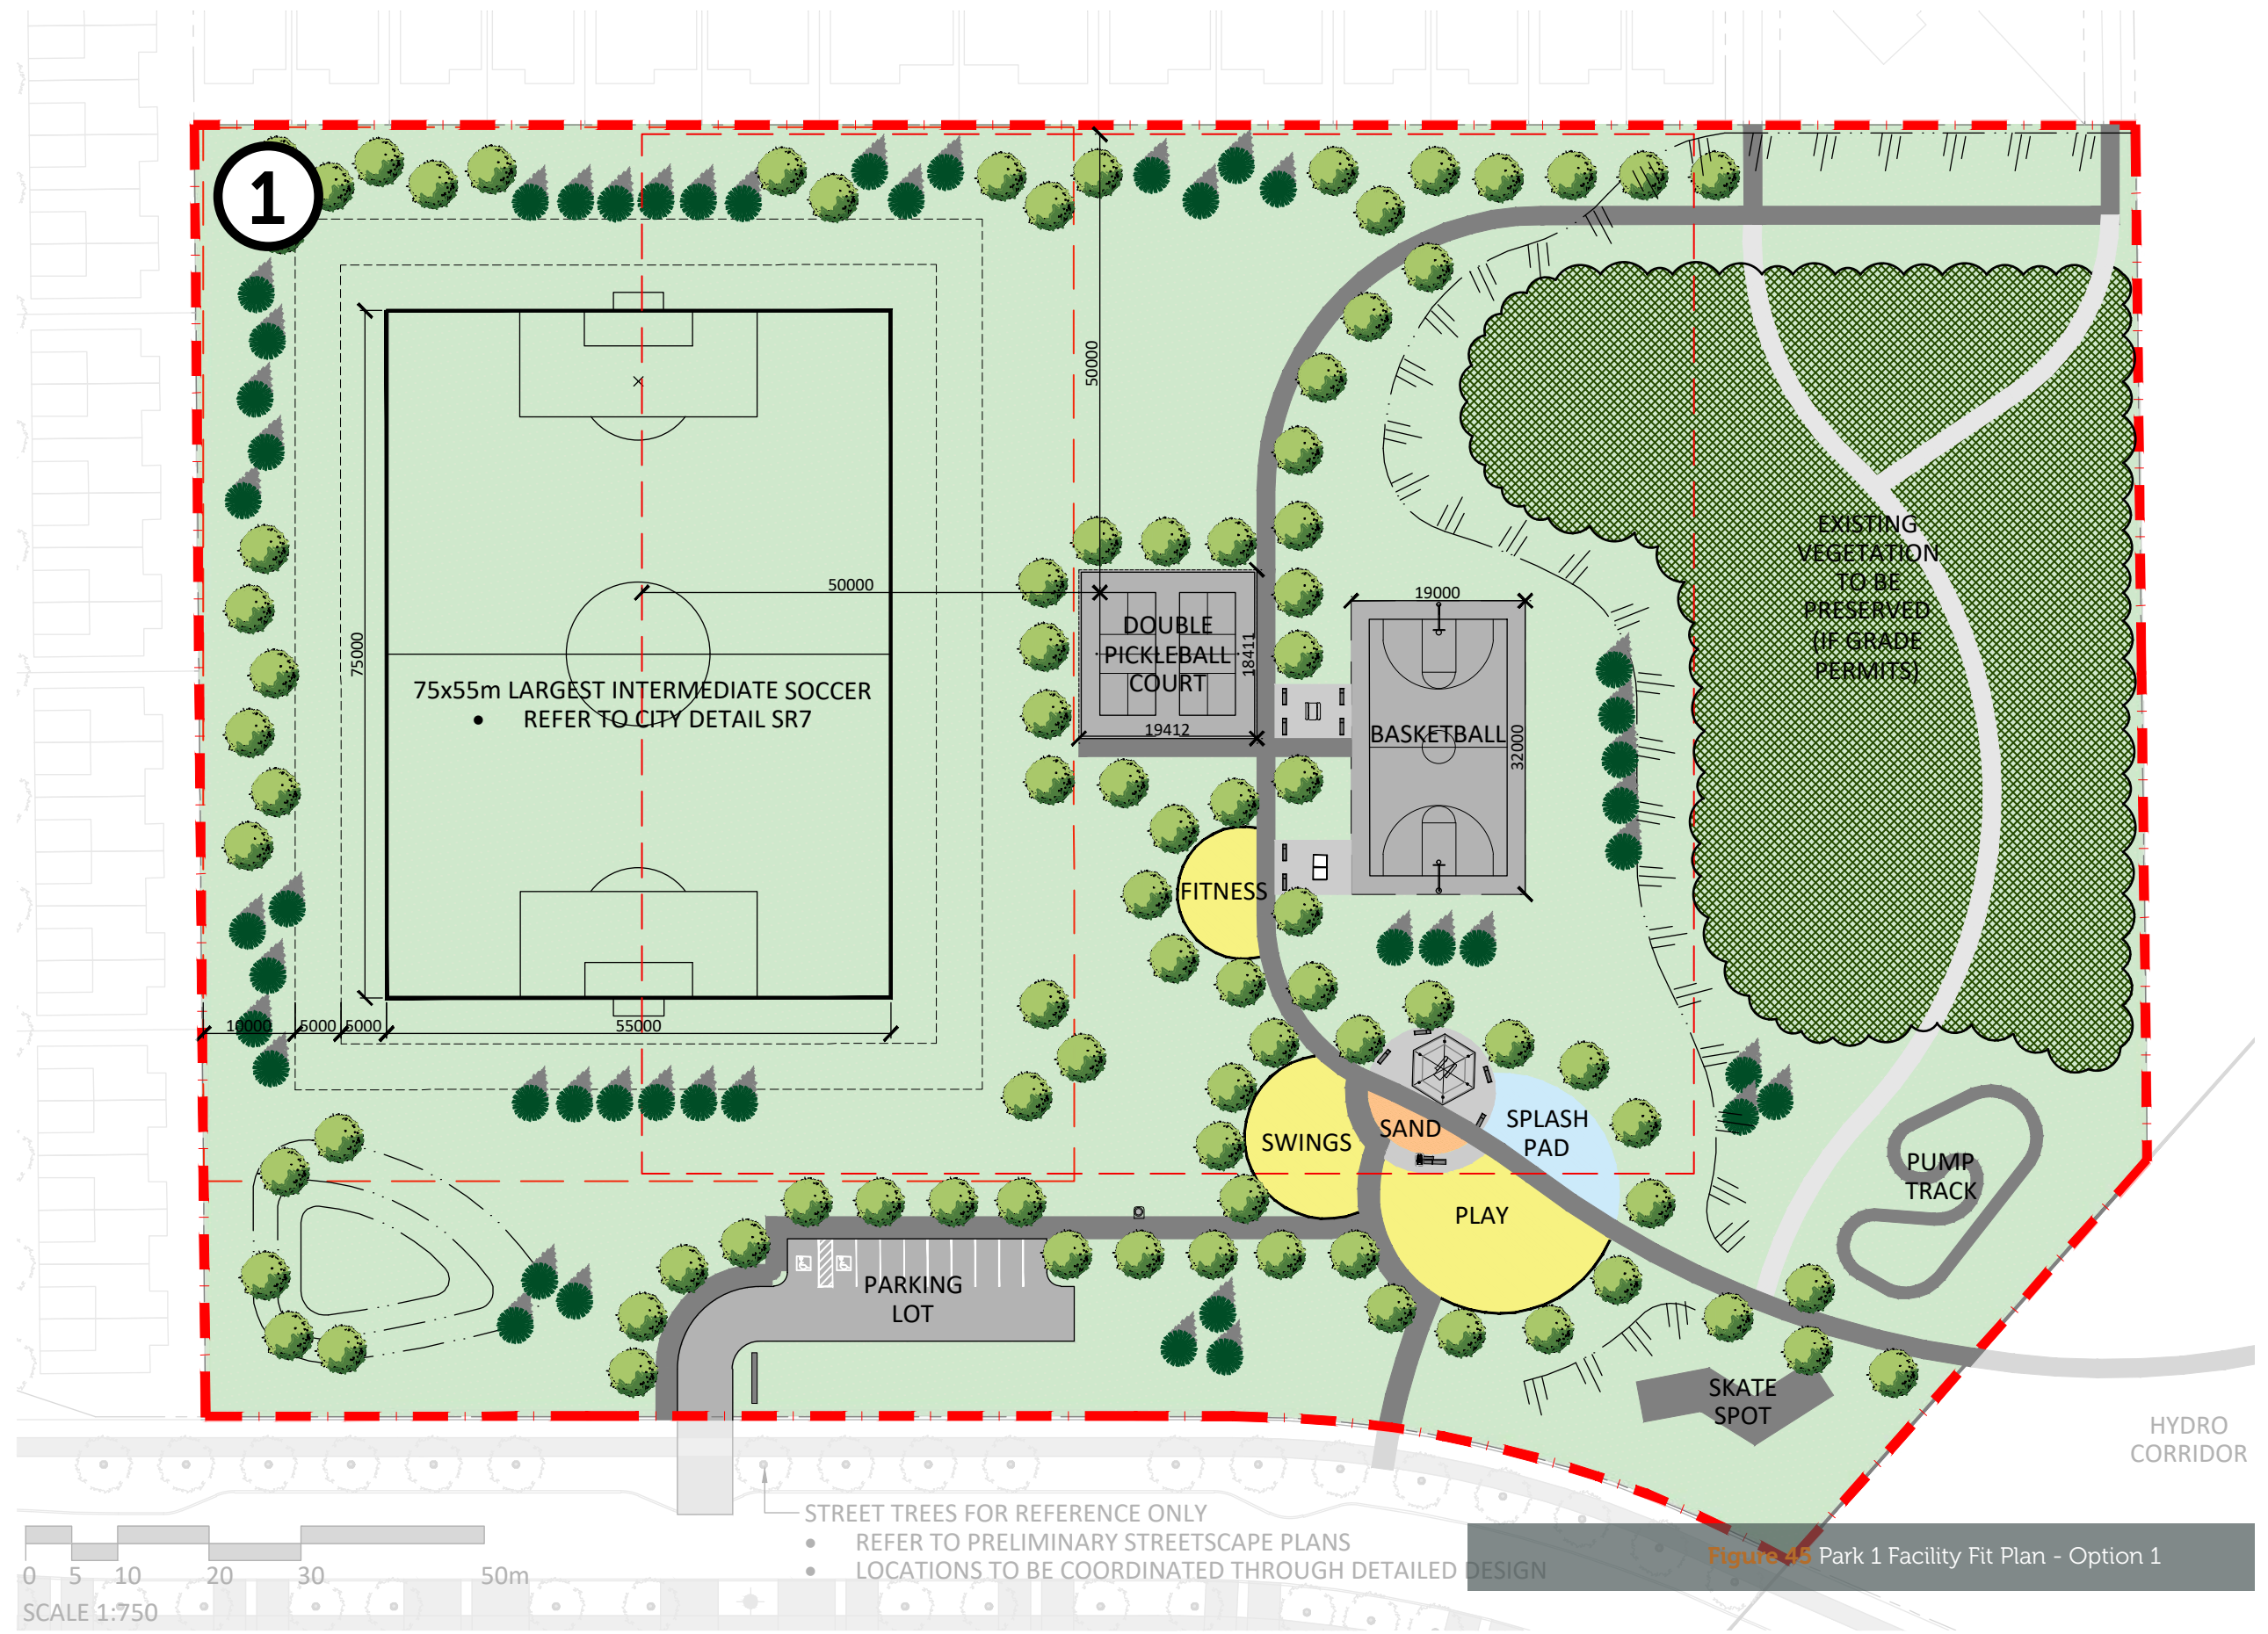 1
50000
50000
75000
75x55m LARGEST INTERMEDIATE SOCCER
• REFER TO CITY DETAIL SR7
DOUBLE
PICKLEBALL
COURT
18411
19412
19000
BASKETBALL
32000
EXISTING
VEGETATION
TO BE
PRESERVED
(IF GRADE
PERMITS)
FITNESS
10000
5000
5000
55000
SWINGS
SAND
SPLASH
PAD
PLAY
PUMP
TRACK
PARKING
LOT
SKATE
SPOT
HYDRO
CORRIDOR
STREET TREES FOR REFERENCE ONLY
• REFER TO PRELIMINARY STREETSCAPE PLANS
• LOCATIONS TO BE COORDINATED THROUGH DETAILED DESIGN
Figure 45 Park 1 Facility Fit Plan - Option 1
0 5 10 20 30 50m
SCALE 1:750